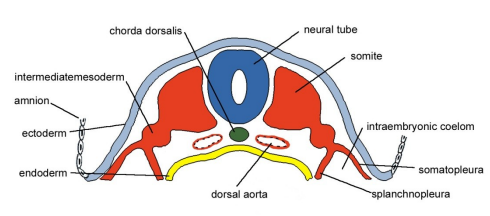 chorda dorsalis
neural tube
somite
intermediatemesoderm
amnion
ectoderm
intraembryonic coelom
endoderm
somatopleura
dorsal aorta
splanchnopleura